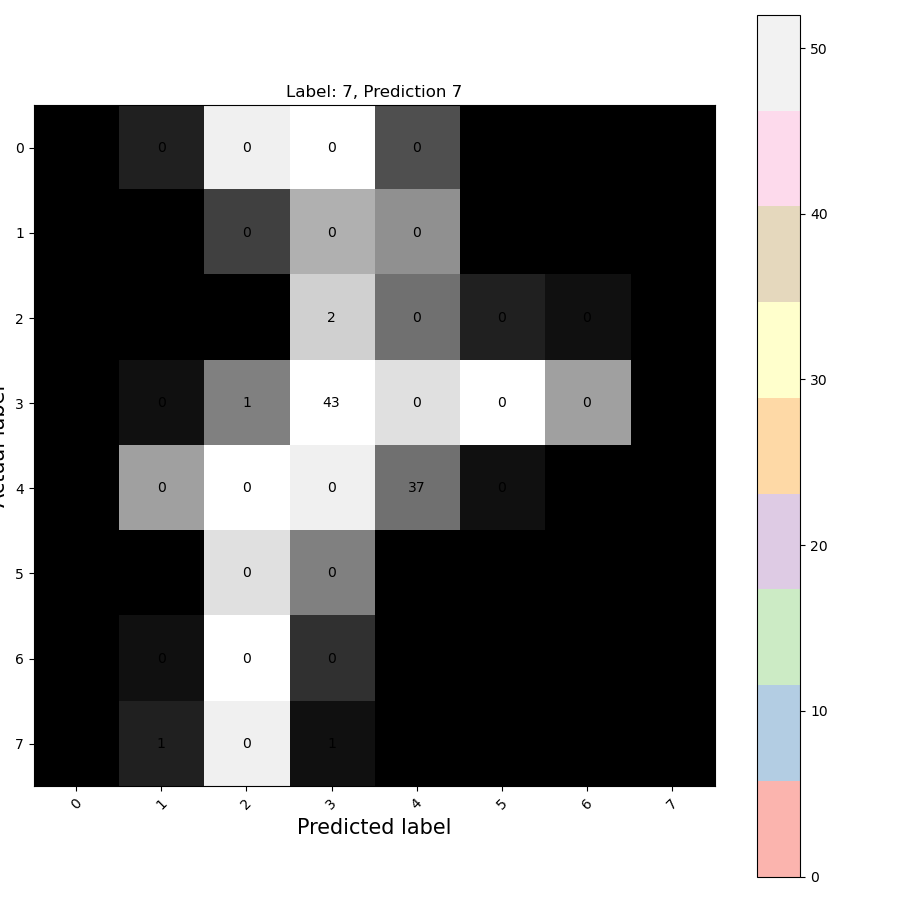 Label: 7, Prediction 7
50
40
30
20
10
0
0 0 0 0 0
1 0 0 0
2 2 0 0 0
3 0 1 43 0 0 0
4 0 0 0 37 0
5 0 0
6 0 0 0
7 1 0 1
0 1 2 3 4 5 6 7
Predicted label